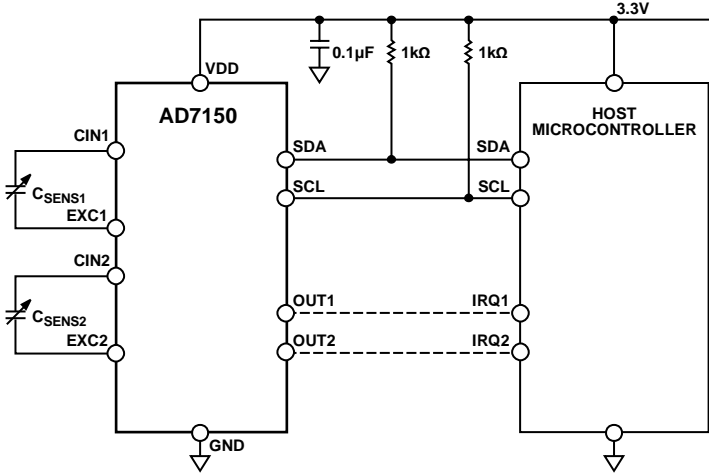 3.3V
VDD
0.1µF
1kΩ
1kΩ
AD7150
HOST
MICROCONTROLLER
CIN1
SDA
SDA
CSENS1
SCL
SCL
EXC1
CIN2
OUT1
IRQ1
CSENS2
EXC2
OUT2
IRQ2
GND